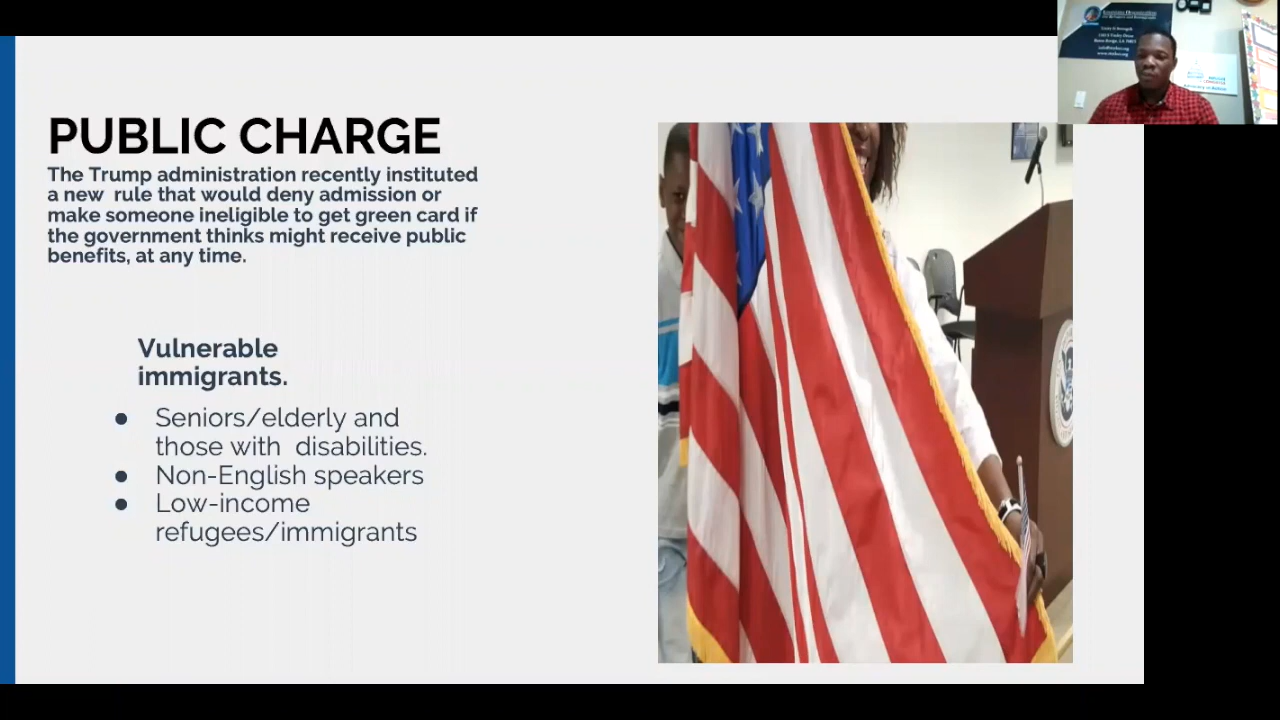 PUBLIC CHARGE
The Trump administration recently instituted
a new rule that would deny admission or
make someone ineligible to get green card if
the government thinks might receive public
benefits, at any time.
Vulnerable
immigrants.
● Seniors/elderly and
those with disabilities.
● Non-English speakers
● Low-income
refugees/immigrants